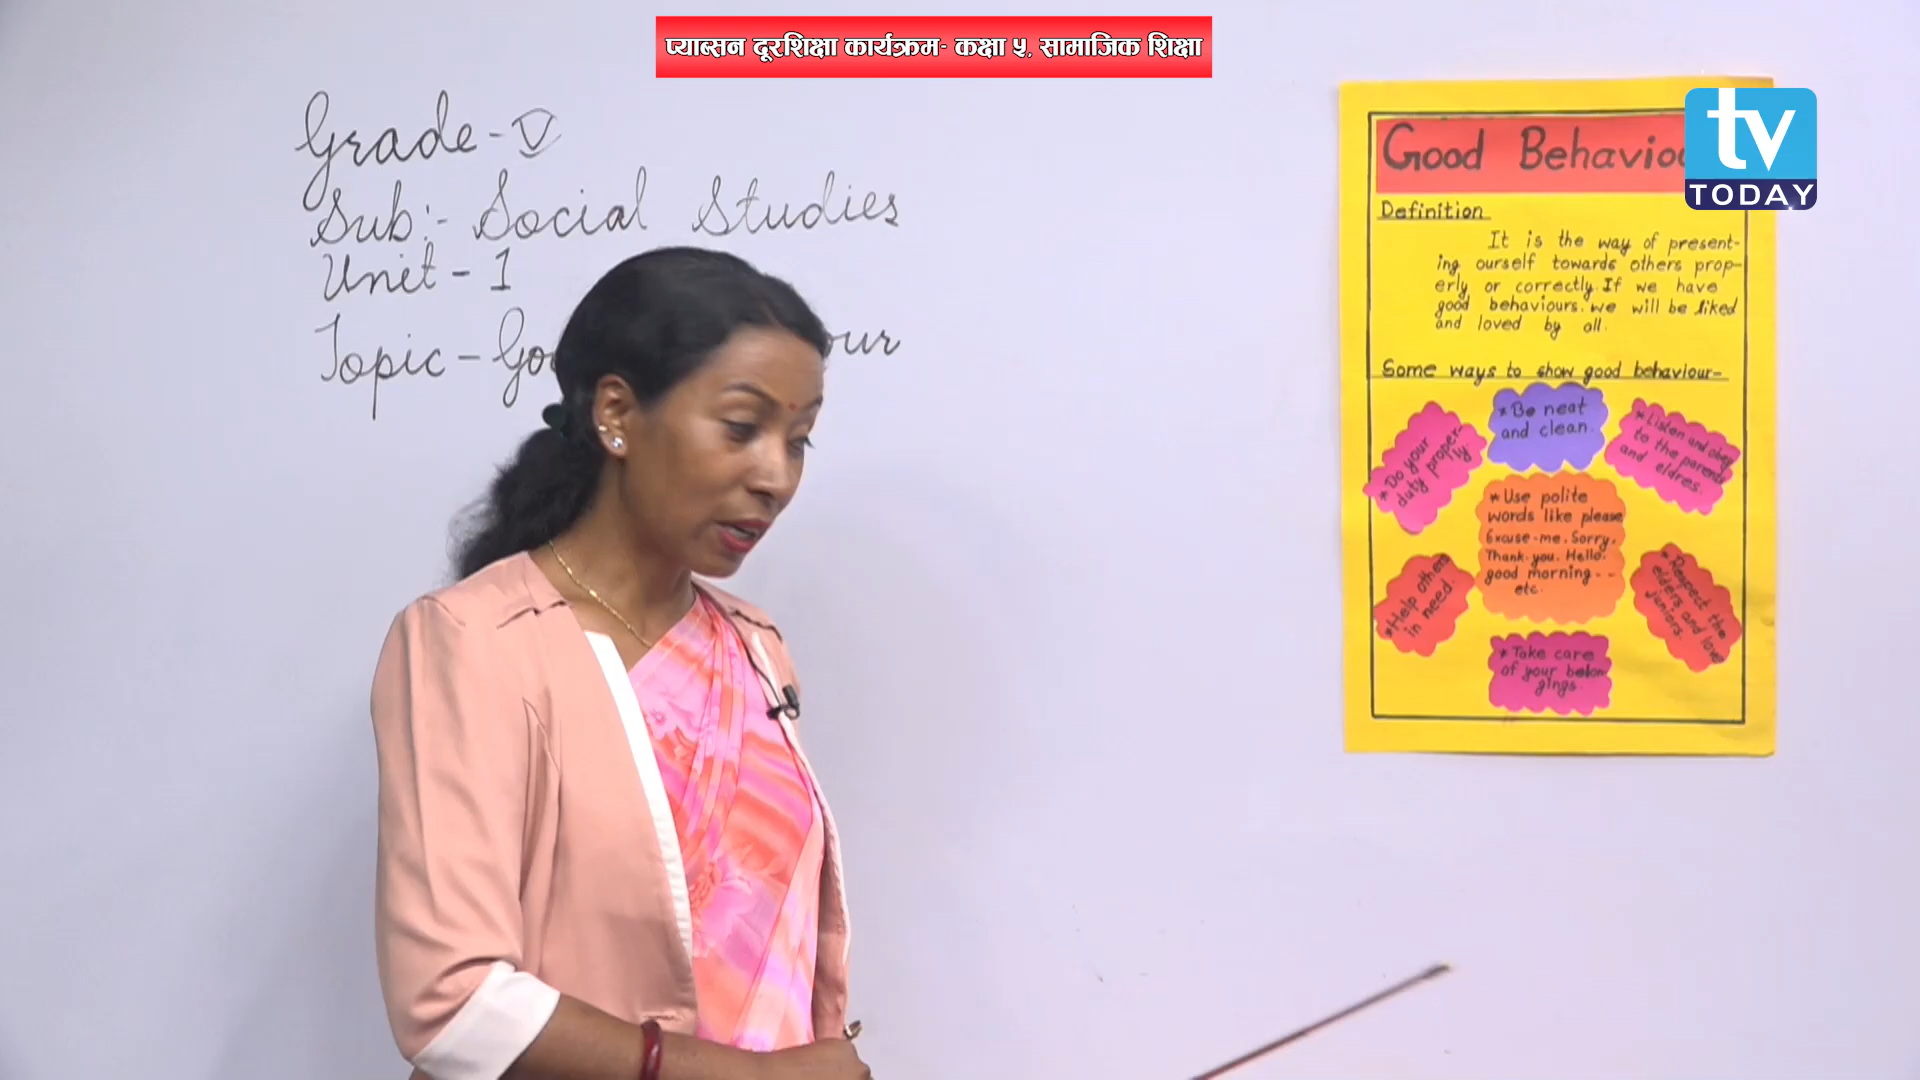 प्याब्सन दूरशिक्षा कार्यक्रम- कक्षा ५, सामाजिक शिक्षा
Grade-V
Sub:- Social Studies
Unit-1
Topic-
tv
TODAY
Good
Definition
It is the way of present-
ing ourself towards others prop-
erly or correctly. If we have
good behaviours. we will be liked
and loved by all.
Some ways to show good behaviour-
* Do your
duty proper-
ly
* Be neat
and clean.
* Listen and obey
to the parents
and eldres.
* Use polite
words like please
Excuse-me. Sorry.
Thank you. Hello.
good morning - -
etc.
* Help others
in need.
* Respect the
elders and love
juniors.
* Take care
of your belon
gings